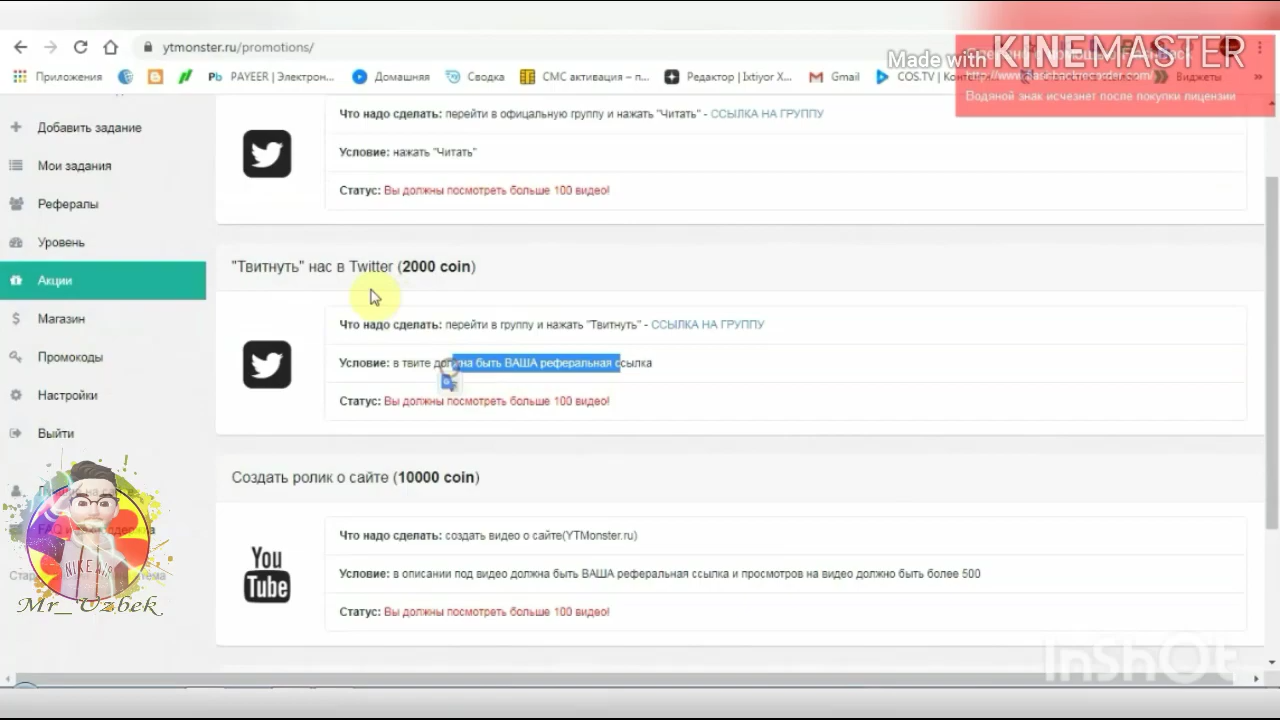 ytmonster.ru/promotions/
Made with KINEMASTER
Приложения
PAYEER | Электрон...
Домашняя
Сводка
СМС активация – п...
Редактор | Ixtiyor X...
Gmail
COS.TV | Конт
Виджеты
»
Водяной знак исчезнет после покупки лицензии
Добавить задание
Мои задания
Рефералы
Уровень
Акции
Магазин
Промокоды
Настройки
Выйти
Mr_Uzbek
Что надо сделать: перейти в официальную группу и нажать "Читать" - ССЫЛКА НА ГРУППУ
Условие: нажать "Читать"
Статус: Вы должны посмотреть больше 100 видео!
"Твитнуть" нас в Twitter (2000 coin)
Что надо сделать: перейти в группу и нажать "Твитнуть" - ССЫЛКА НА ГРУППУ
Условие: в твите должна быть ВАША реферальная ссылка
Статус: Вы должны посмотреть больше 100 видео!
Создать ролик о сайте (10000 coin)
You
Tube
Что надо сделать: создать видео о сайте(YTMonster.ru)
Условие: в описании под видео должна быть ВАША реферальная ссылка и просмотров на видео должно быть более 500
Статус: Вы должны посмотреть больше 100 видео!
InShOt